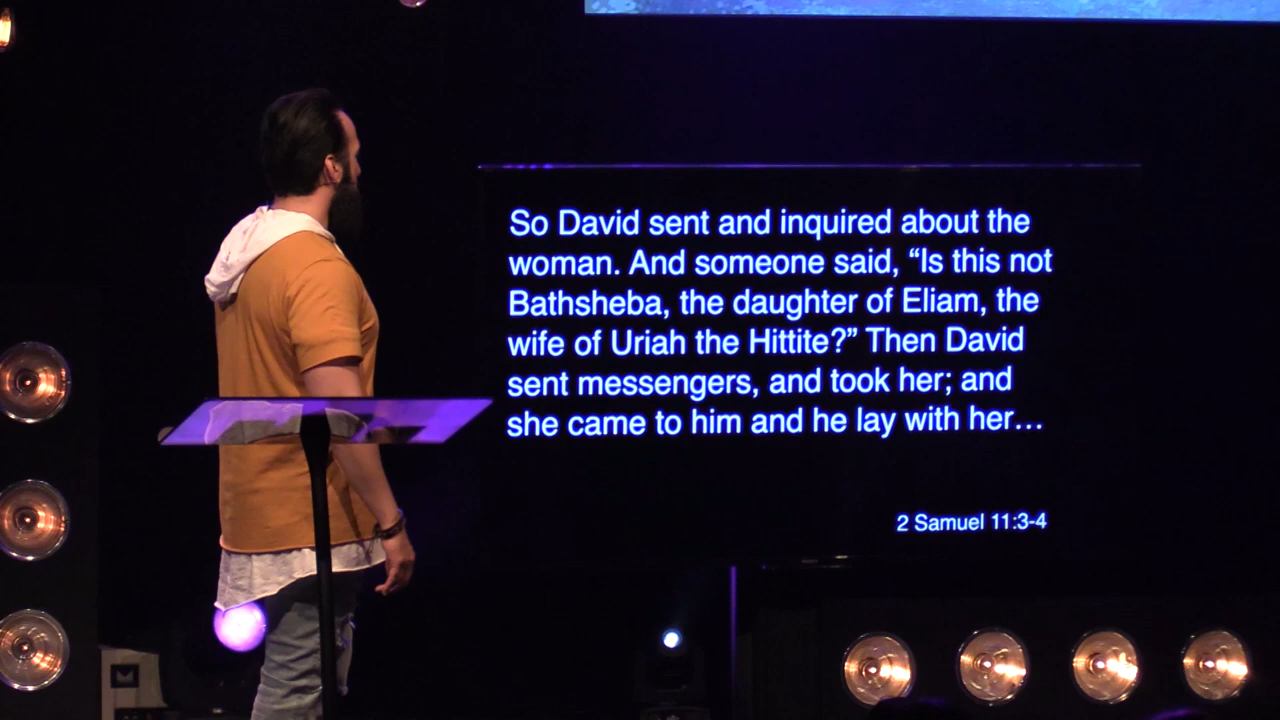 So David sent and inquired about the
woman. And someone said, “Is this not
Bathsheba, the daughter of Eliam, the
wife of Uriah the Hittite?” Then David
sent messengers, and took her; and
she came to him and he lay with her…
2 Samuel 11:3-4